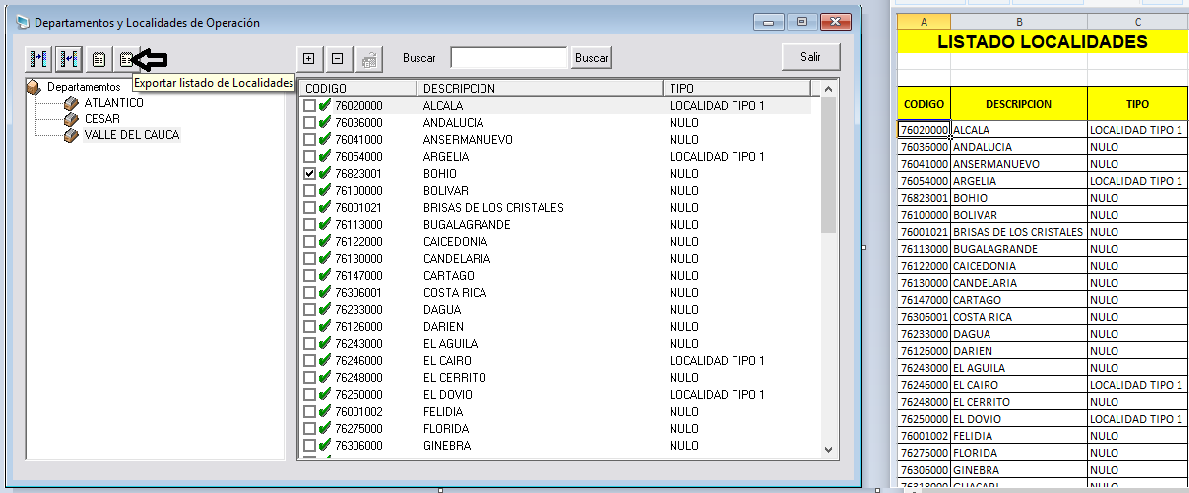 Departamentos y Localidades de Operación
Buscar
Buscar
Salir
Exportar listado de Localidades
Departamentos
ATLANTICO
CESAR
VALLE DEL CAUCA
CODIGO DESCRIPCION TIPO
76020000 ALCALA LOCALIDAD TIPO 1
76036000 ANDALUCIA NULO
76041000 ANSERMANUEVO NULO
76054000 ARGELIA LOCALIDAD TIPO 1
76823001 BOHIO NULO
76100000 BOLIVAR NULO
76001021 BRISAS DE LOS CRISTALES NULO
76113000 BUGALAGRANDE NULO
76122000 CAICEDONIA NULO
76130000 CANDELARIA NULO
76147000 CARTAGO NULO
76306001 COSTA RICA NULO
76233000 DAGUA NULO
76126000 DARIEN NULO
76243000 EL AGUILA NULO
76246000 EL CAIRO LOCALIDAD TIPO 1
76248000 EL CERRITO NULO
76250000 EL DOVIO LOCALIDAD TIPO 1
76001002 FELIDIA NULO
76275000 FLORIDA NULO
76306000 GINEBRA NULO
A B C
LISTADO LOCALIDADES
CODIGO DESCRIPCION TIPO
76020000 ALCALA LOCALIDAD TIPO 1
76036000 ANDALUCIA NULO
76041000 ANSERMANUEVO NULO
76054000 ARGELIA LOCALIDAD TIPO 1
76823001 BOHIO NULO
76100000 BOLIVAR NULO
76001021 BRISAS DE LOS CRISTALES NULO
76113000 BUGALAGRANDE NULO
76122000 CAICEDONIA NULO
76130000 CANDELARIA NULO
76147000 CARTAGO NULO
76306001 COSTA RICA NULO
76233000 DAGUA NULO
76126000 DARIEN NULO
76243000 EL AGUILA NULO
76246000 EL CAIRO LOCALIDAD TIPO 1
76248000 EL CERRITO NULO
76250000 EL DOVIO LOCALIDAD TIPO 1
76001002 FELIDIA NULO
76275000 FLORIDA NULO
76306000 GINEBRA NULO
76318000 GUACARI NULO